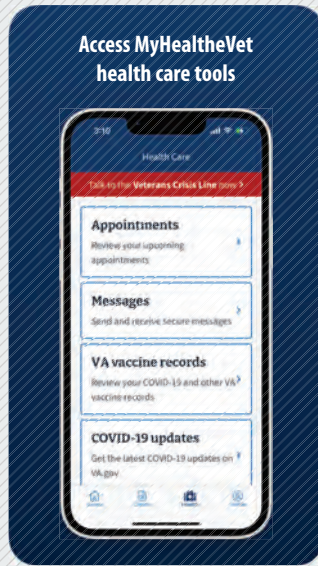 Access MyHealtheVet
health care tools
3:10
Health Care
Talk to the Veterans Crisis Line now >
Appointments
Review your upcoming
appointments
Messages
Send and receive secure messages
VA vaccine records
Review your COVID-19 and other VA
vaccine records
COVID-19 updates
Get the latest COVID-19 updates on
VA.gov